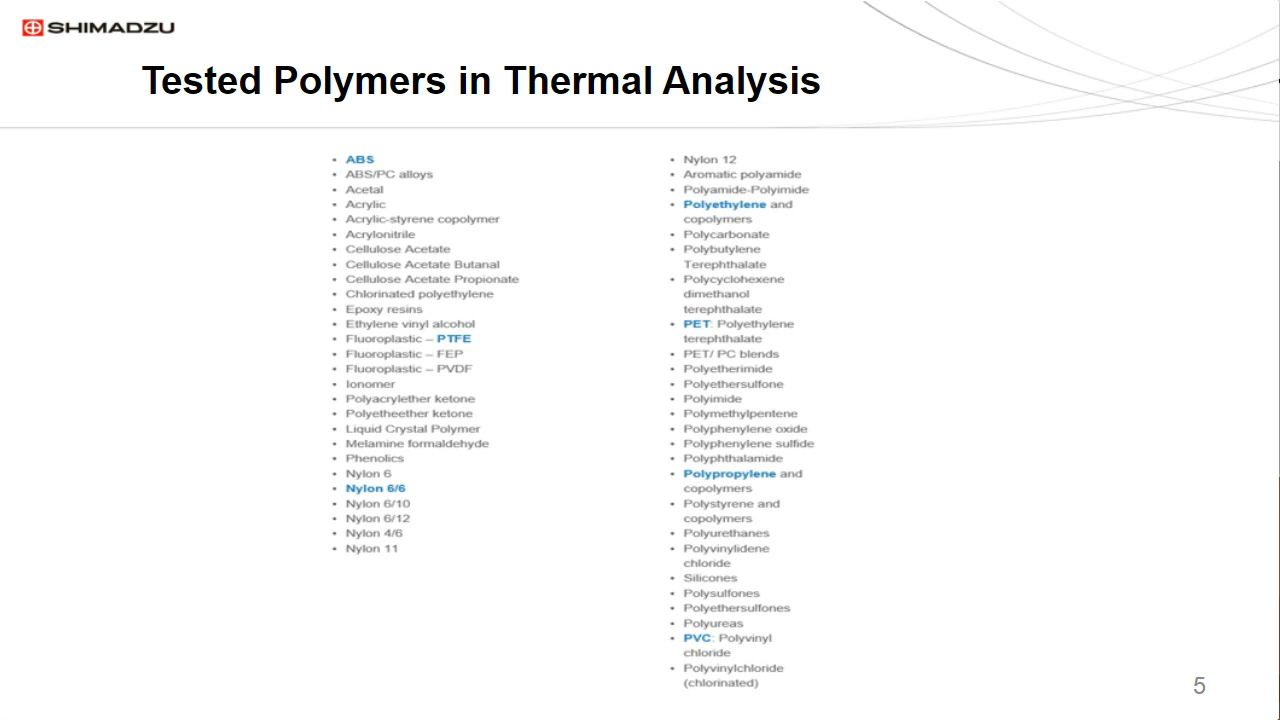 SHIMADZU
Tested Polymers in Thermal Analysis
• ABS
• ABS/PC alloys
• Acetal
• Acrylic
• Acrylic-styrene copolymer
• Acrylonitrile
• Cellulose Acetate
• Cellulose Acetate Butanal
• Cellulose Acetate Propionate
• Chlorinated polyethylene
• Epoxy resins
• Ethylene vinyl alcohol
• Fluoroplastic – PTFE
• Fluoroplastic – FEP
• Fluoroplastic – PVDF
• Ionomer
• Polyacrylether ketone
• Polyetheether ketone
• Liquid Crystal Polymer
• Melamine formaldehyde
• Phenolics
• Nylon 6
• Nylon 6/6
• Nylon 6/10
• Nylon 6/12
• Nylon 4/6
• Nylon 11
• Nylon 12
• Aromatic polyamide
• Polyamide-Polyimide
• Polyethylene and
copolymers
• Polycarbonate
• Polybutylene
Terephthalate
• Polycyclohexene
dimethanol
terephthalate
• PET: Polyethylene
terephthalate
• PET/ PC blends
• Polyetherimide
• Polyethersulfone
• Polyimide
• Polymethylpentene
• Polyphenylene oxide
• Polyphenylene sulfide
• Polyphthalamide
• Polypropylene and
copolymers
• Polystyrene and
copolymers
• Polyurethanes
• Polyvinylidene
chloride
• Silicones
• Polysulfones
• Polyethersulfones
• Polyureas
• PVC: Polyvinyl
chloride
• Polyvinylchloride
(chlorinated)
5